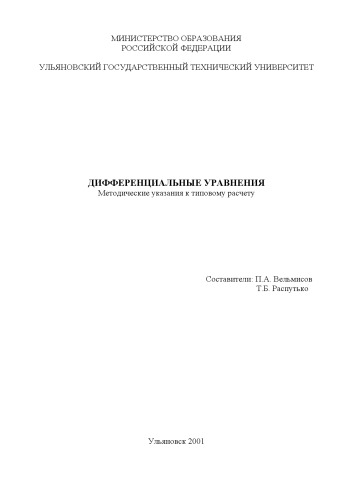 МИНИСТЕРСТВО ОБРАЗОВАНИЯ
РОССИЙСКОЙ ФЕДЕРАЦИИ
УЛЬЯНОВСКИЙ ГОСУДАРСТВЕННЫЙ ТЕХНИЧЕСКИЙ УНИВЕРСИТЕТ
ДИФФЕРЕНЦИАЛЬНЫЕ УРАВНЕНИЯ
Методические указания к типовому расчету
Составители: П.А. Вельмисов
Т.Б. Распутько
Ульяновск 2001